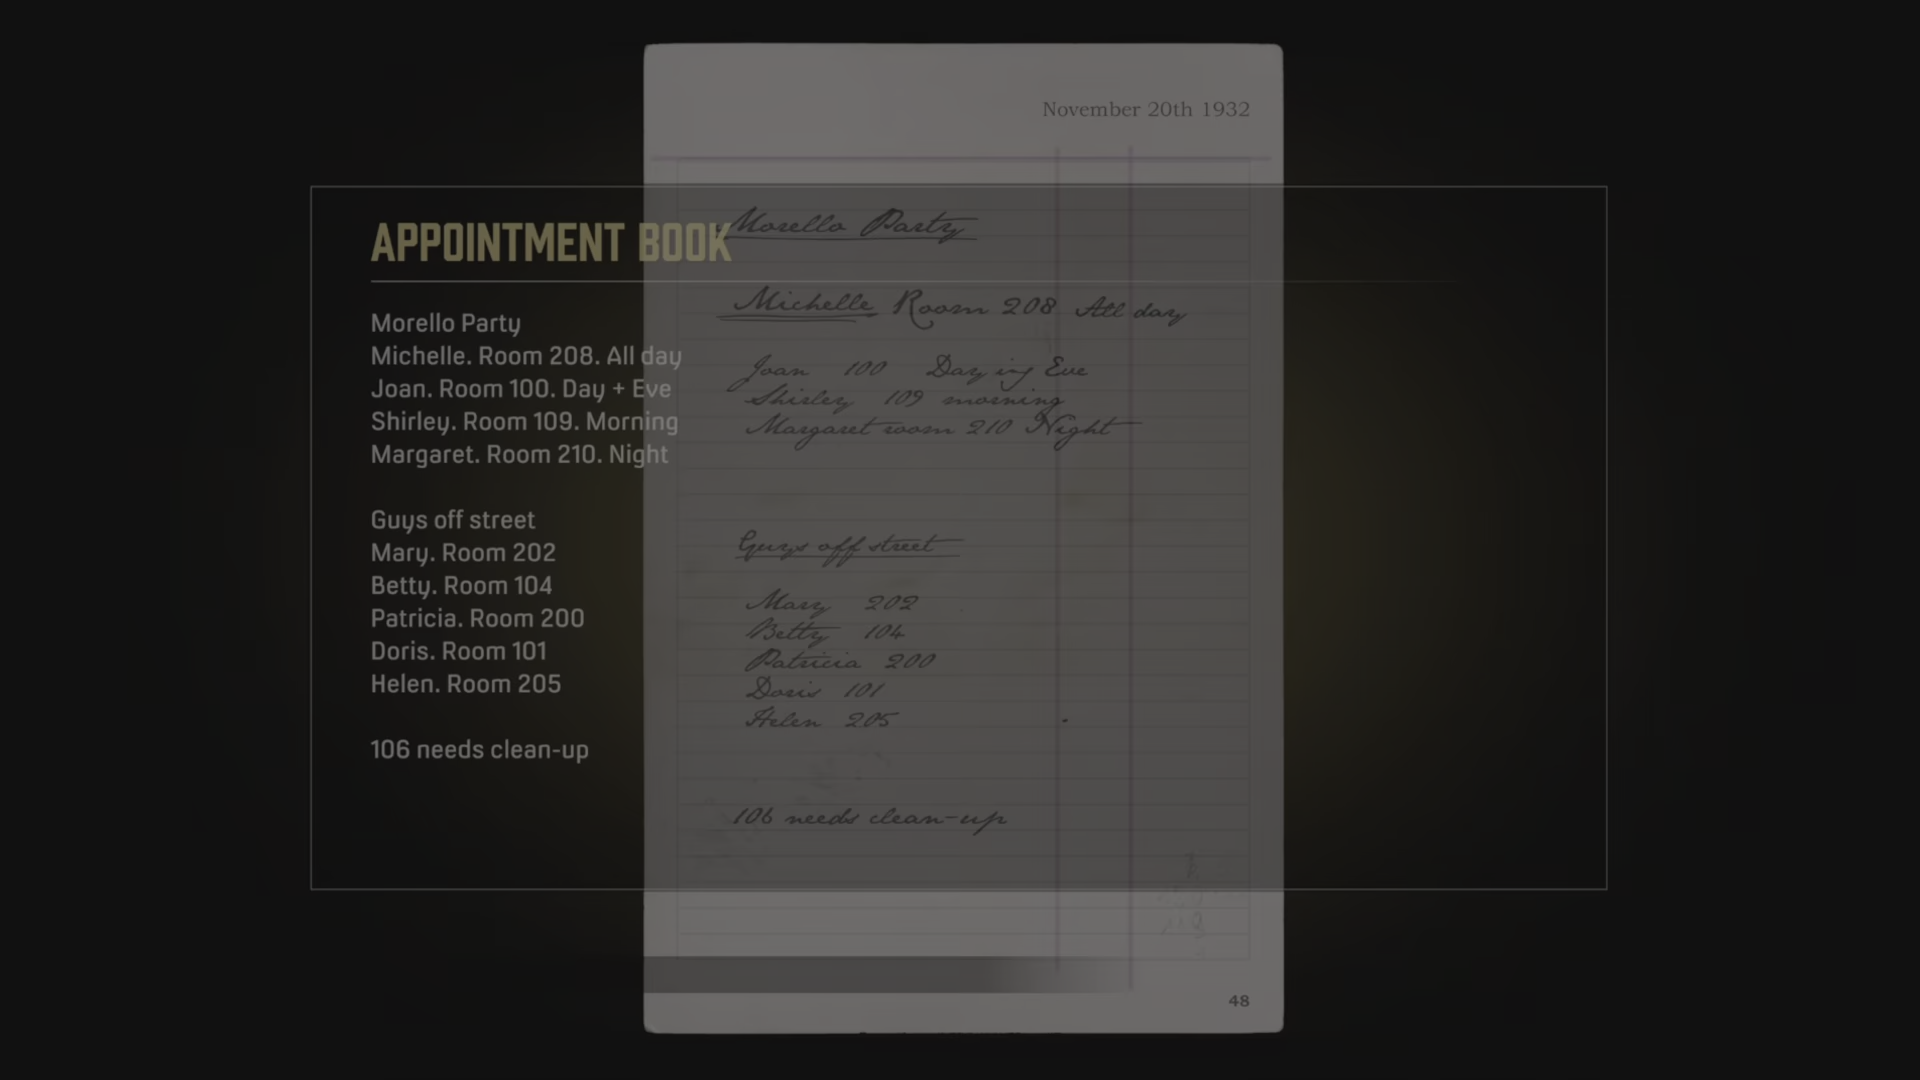 November 20th 1932
APPOINTMENT BOOK
Morello Party
Michelle. Room 208. All day
Joan. Room 100. Day + Eve
Shirley. Room 109. Morning
Margaret. Room 210. Night
Guys off street
Mary. Room 202
Betty. Room 104
Patricia. Room 200
Doris. Room 101
Helen. Room 205
106 needs clean-up
Morello Party
Michelle Room 208 All day
Joan 100 Day Eve
Shirley 109 morning
Margaret room 210 Night
Guys off street
Mary 202
Betty 104
Patricia 200
Doris 101
Helen 205
106 needs clean-up
48